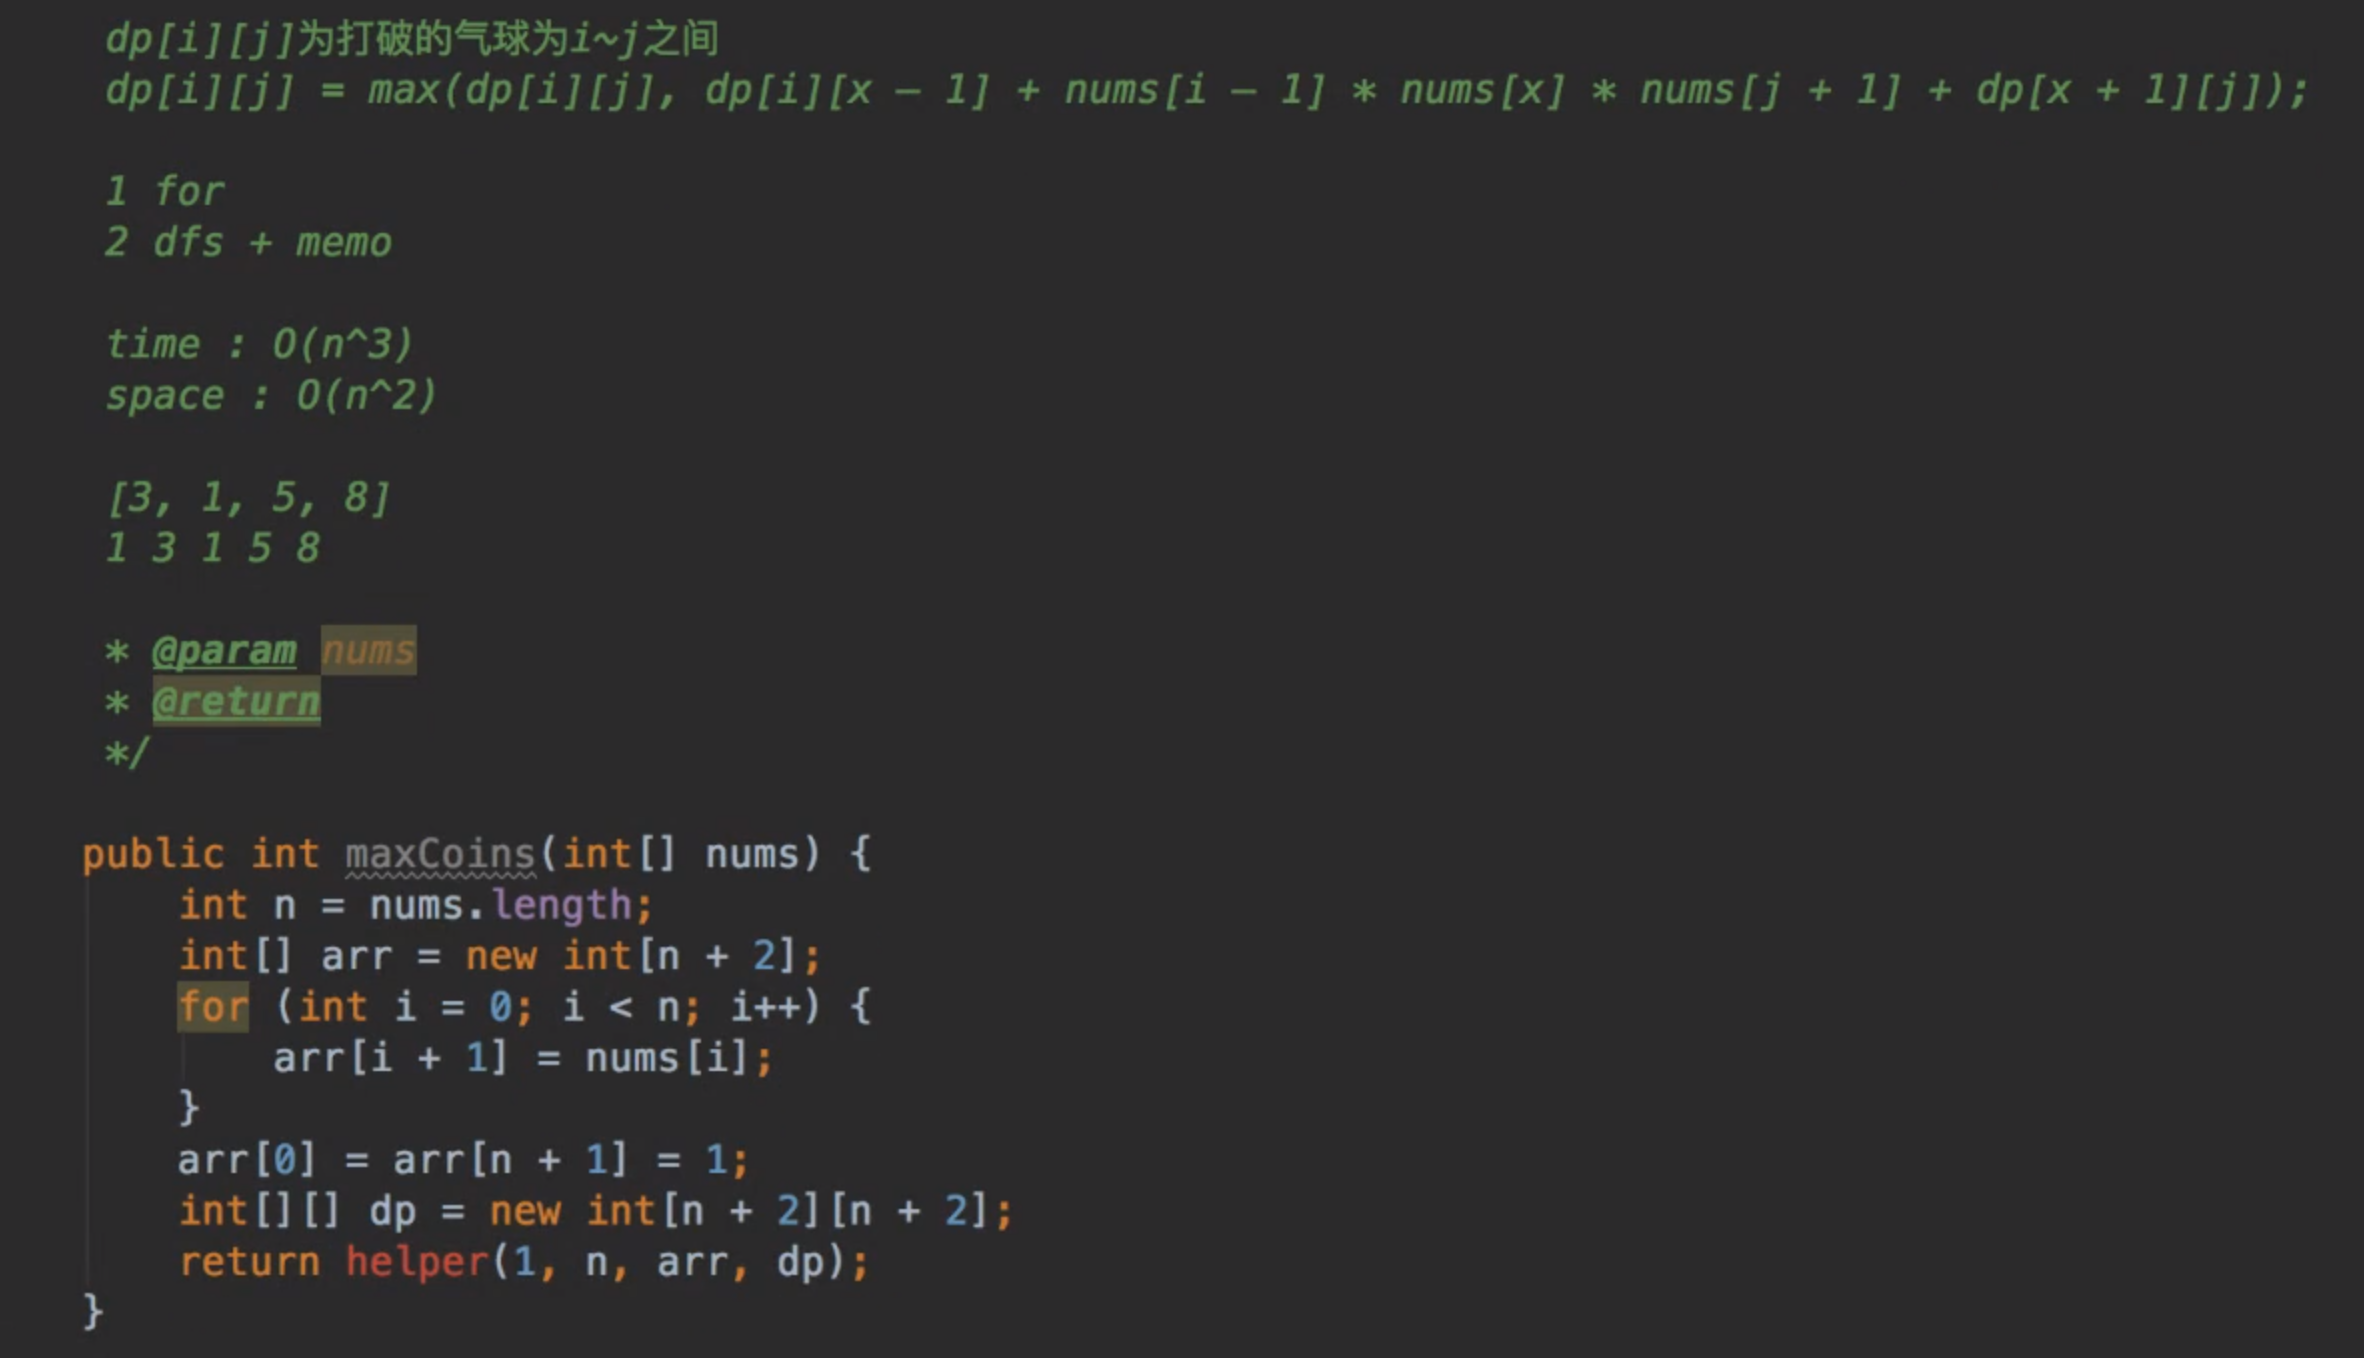 dp[i][j]为打破的气球为i~j之间
dp[i][j] = max(dp[i][j], dp[i][x – 1] + nums[i – 1] * nums[x] * nums[j + 1] + dp[x + 1][j]);
1 for
2 dfs + memo
time : O(n^3)
space : O(n^2)
[3, 1, 5, 8]
1 3 1 5 8
* @param nums
* @return
*/
public int maxCoins(int[] nums) {
int n = nums.length;
int[] arr = new int[n + 2];
for (int i = 0; i < n; i++) {
arr[i + 1] = nums[i];
}
arr[0] = arr[n + 1] = 1;
int[][] dp = new int[n + 2][n + 2];
return helper(1, n, arr, dp);
}